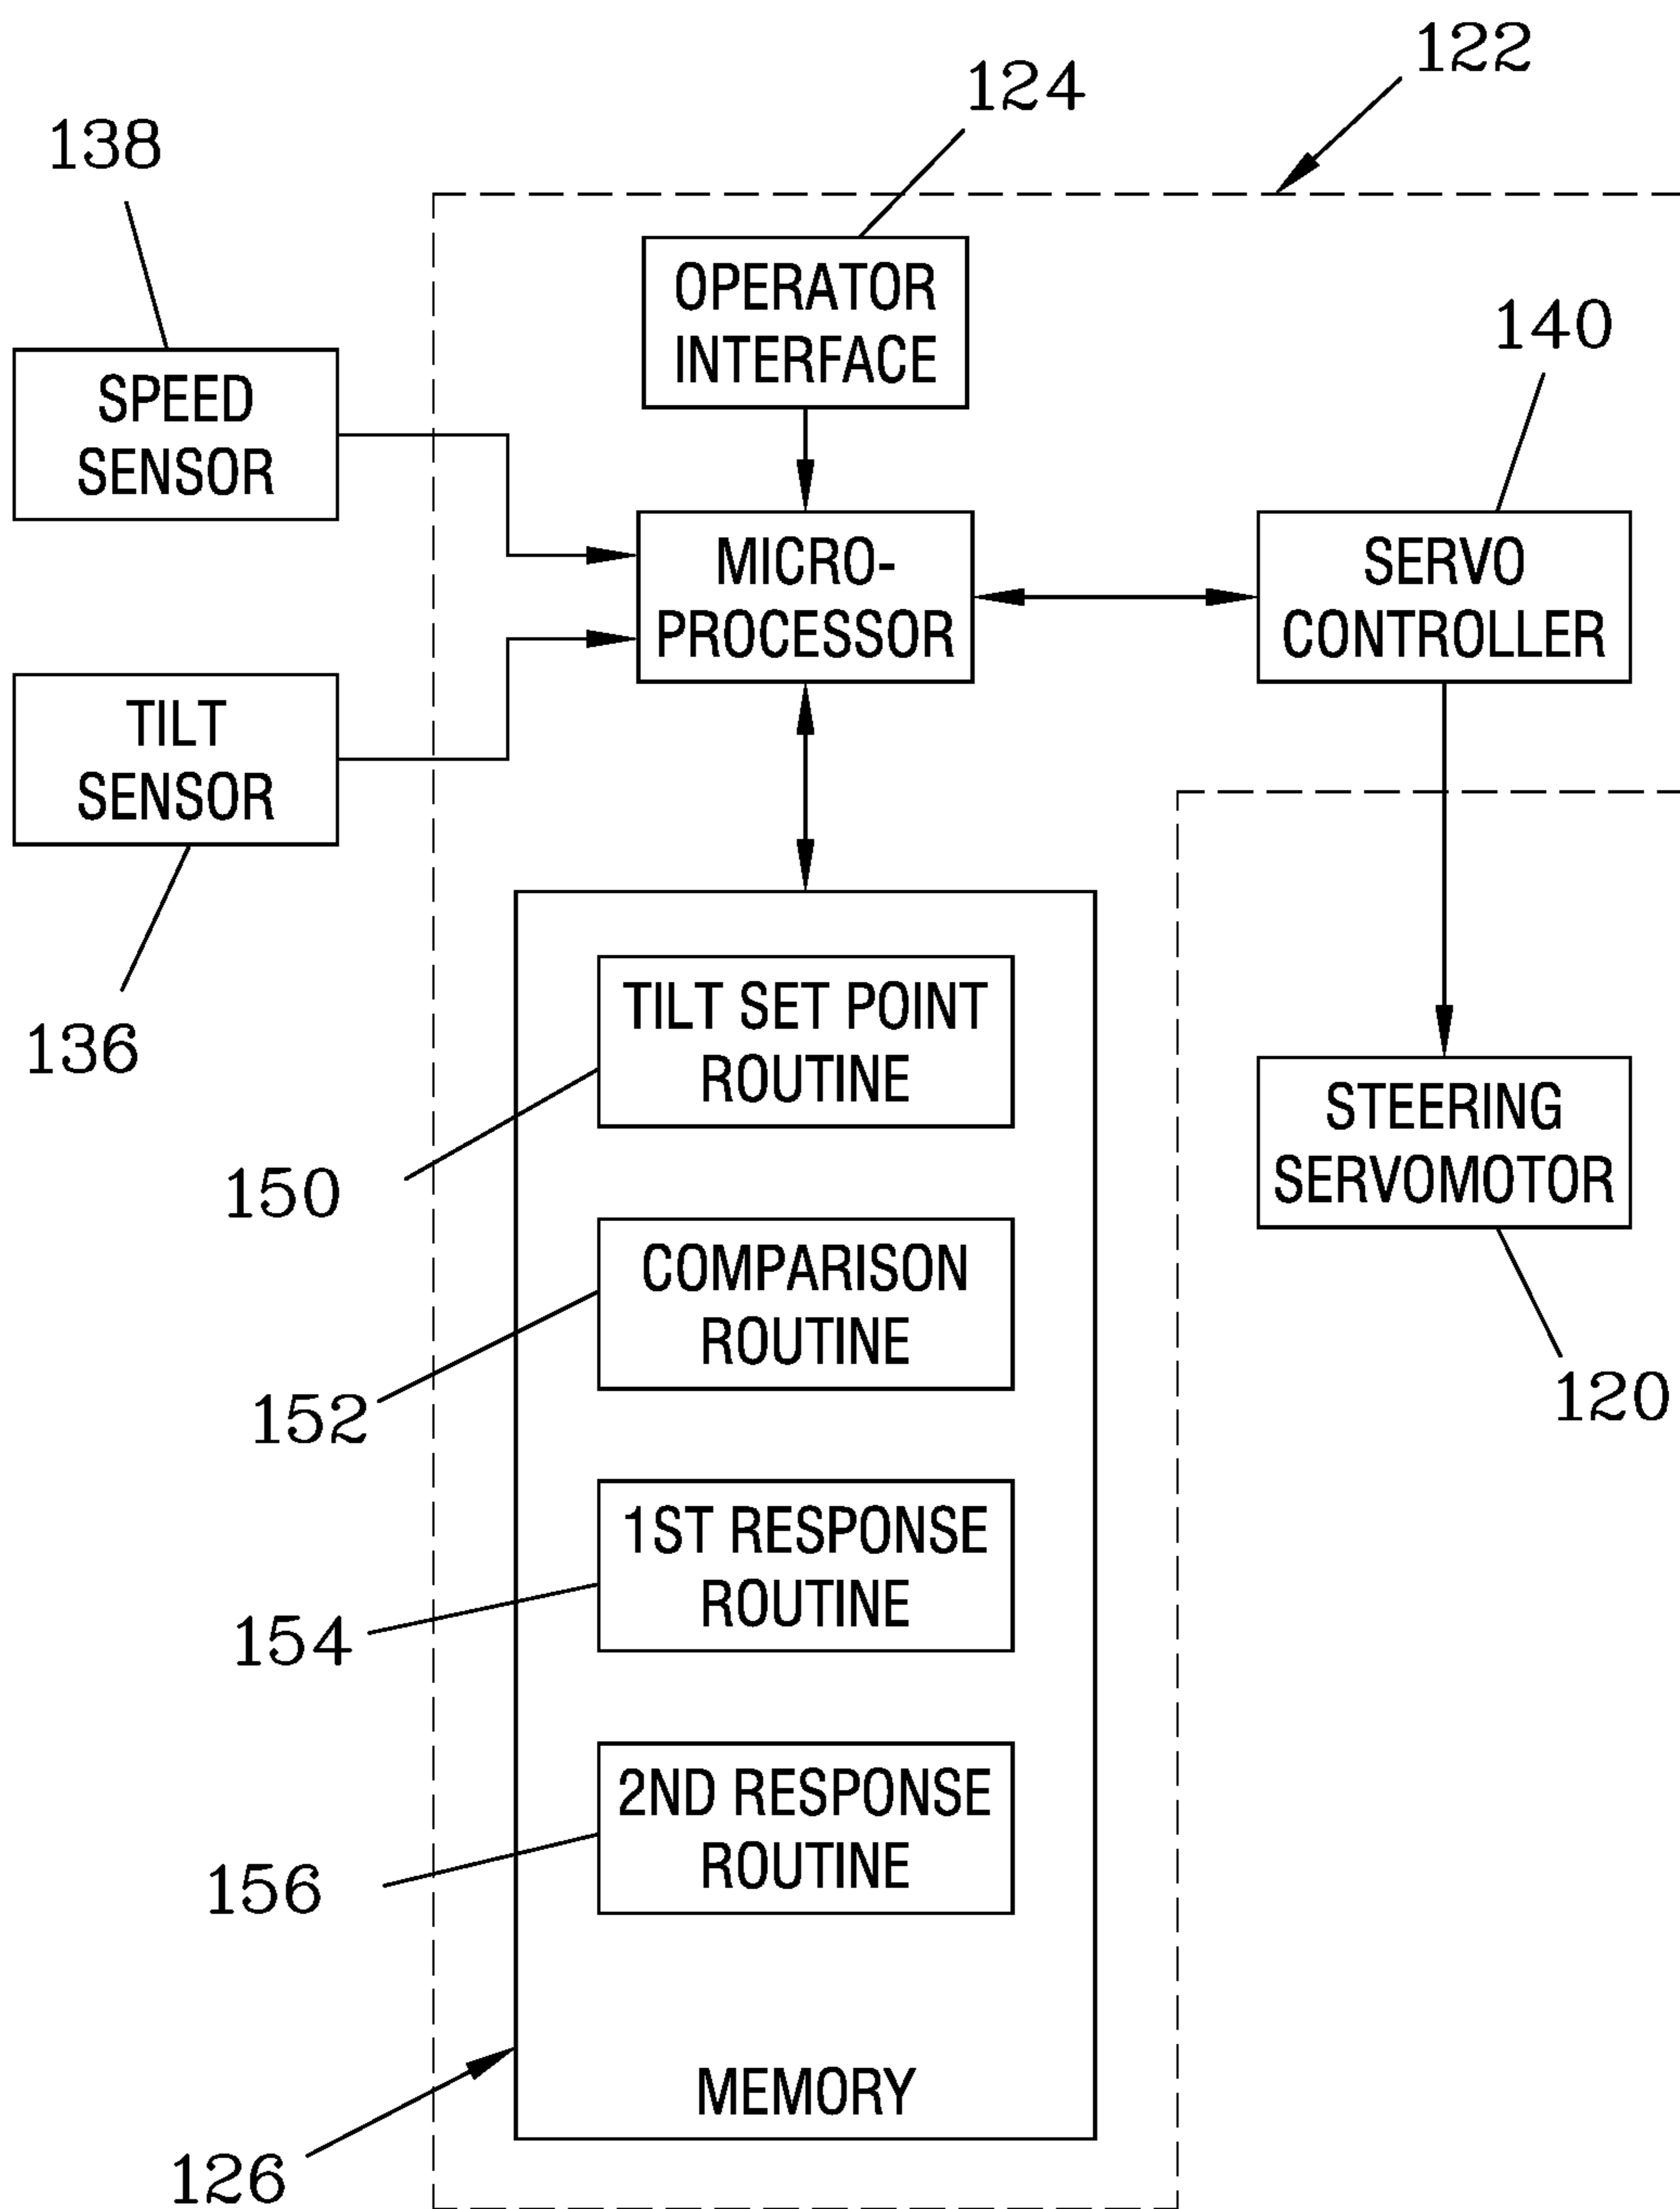 122
124
138
OPERATOR
INTERFACE
140
SPEED
SENSOR
MICRO-
PROCESSOR
SERVO
CONTROLLER
TILT
SENSOR
136
TILT SET POINT
ROUTINE
150
STEERING
SERVOMOTOR
120
COMPARISON
ROUTINE
152
1ST RESPONSE
ROUTINE
154
2ND RESPONSE
ROUTINE
156
MEMORY
126